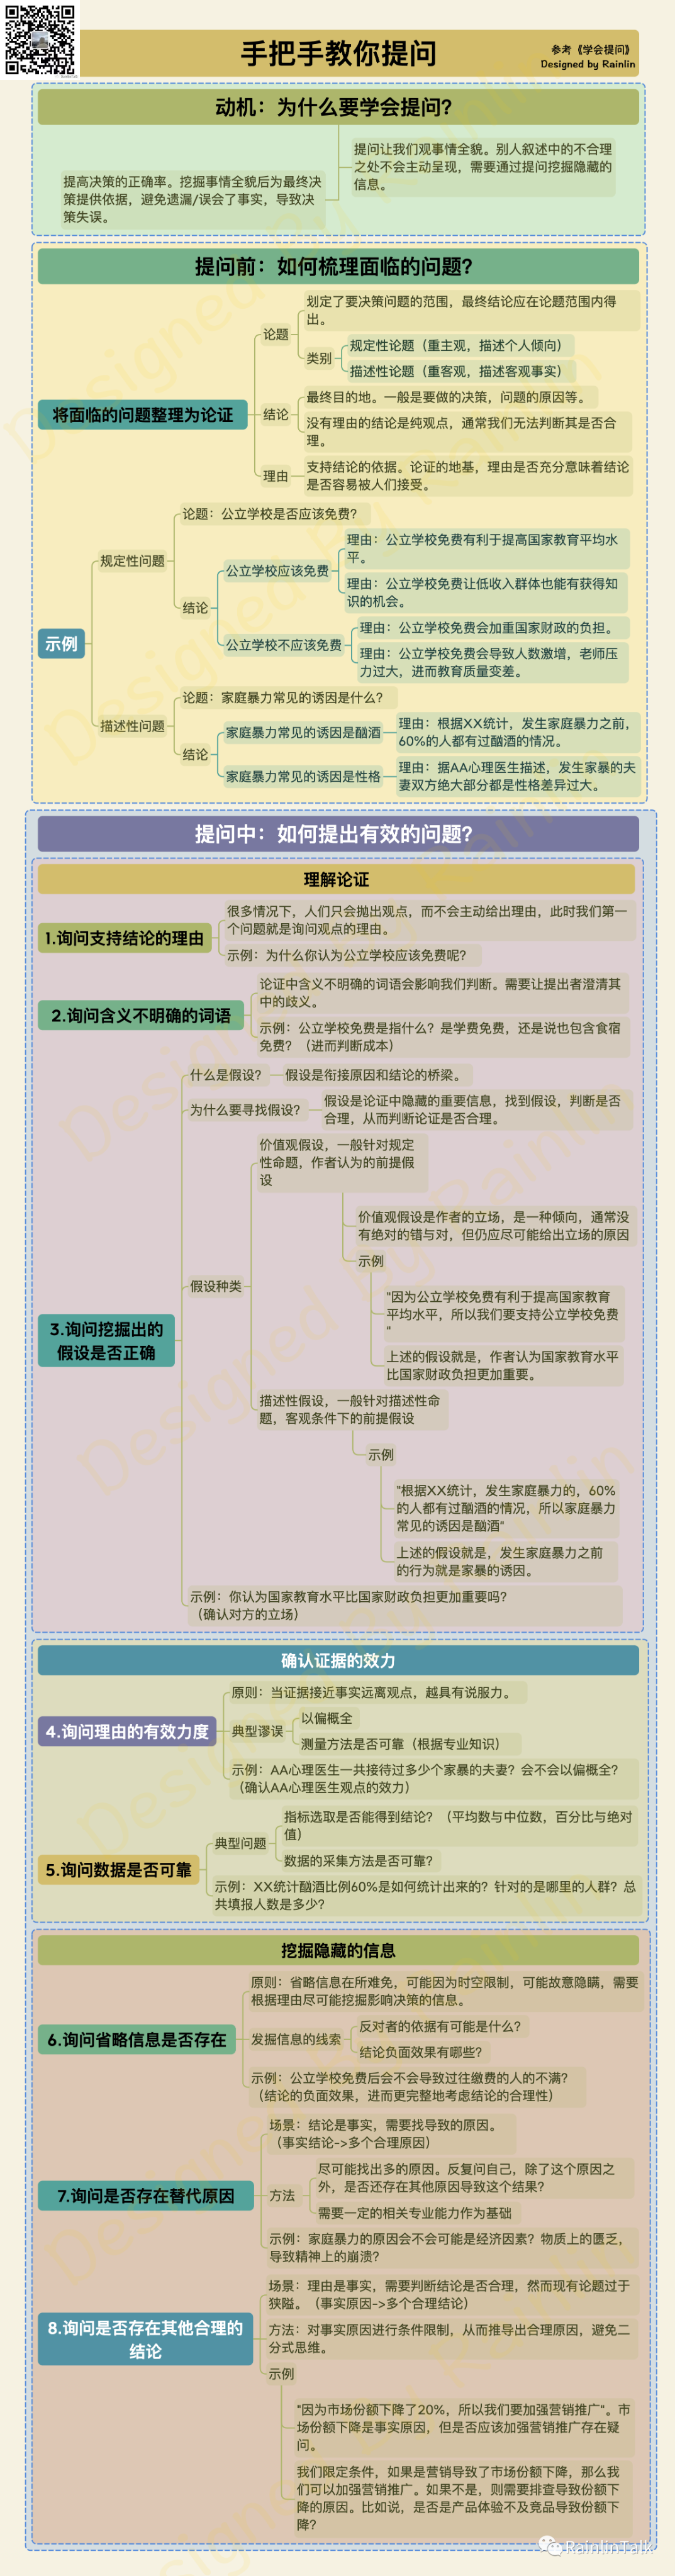 手把手教你提问
参考《学会提问》
Designed by Rainlin
动机：为什么要学会提问？
提问让我们观事情全貌。别人叙述中的不合理
之处不会主动呈现，需要通过提问挖掘隐藏的
信息。
提高决策的正确率。挖掘事情全貌后为最终决
策提供依据，避免遗漏/误会了事实，导致决
策失误。
提问前：如何梳理面临的问题？
将面临的问题整理为论证
论题
划定了要决策问题的范围，最终结论应在论题范围内得
出。
类别
规定性论题（重主观，描述个人倾向）
描述性论题（重客观，描述客观事实）
结论
最终目的地。一般是要做的决策，问题的原因等。
没有理由的结论是纯观点，通常我们无法判断其是否合
理。
理由
支持结论的依据。论证的地基，理由是否充分意味着结论
是否容易被人们接受。
示例
规定性问题
论题：公立学校是否应该免费？
结论
公立学校应该免费
理由：公立学校免费有利于提高国家教育平均水
平。
理由：公立学校免费让低收入群体也能有获得知
识的机会。
公立学校不应该免费
理由：公立学校免费会加重国家财政的负担。
理由：公立学校免费会导致人数激增，老师压
力过大，进而教育质量变差。
描述性问题
论题：家庭暴力常见的诱因是什么？
结论
家庭暴力常见的诱因是酗酒
理由：根据XX统计，发生家庭暴力之前，
60%的人都有过酗酒的情况。
家庭暴力常见的诱因是性格
理由：据AA心理医生描述，发生家暴的夫
妻双方绝大部分都是性格差异过大。
提问中：如何提出有效的问题？
理解论证
1.询问支持结论的理由
很多情况下，人们只会抛出观点，而不会主动给出理由，此时我们第一
个问题就是询问观点的理由。
示例：为什么你认为公立学校应该免费呢？
2.询问含义不明确的词语
论证中含义不明确的词语会影响我们判断。需要让提出者澄清其
中的歧义。
示例：公立学校免费是指什么？是学费免费，还是说也包含食宿
免费？（进而判断成本）
3.询问挖掘出的
假设是否正确
什么是假设？
假设是衔接原因和结论的桥梁。
为什么要寻找假设？
假设是论证中隐藏的重要信息，找到假设，判断是否
合理，从而判断论证是否合理。
假设种类
价值观假设，一般针对规定
性命题，作者认为的前提假
设
价值观假设是作者的立场，是一种倾向，通常没
有绝对的错与对，但仍应尽可能给出立场的原因
示例
"因为公立学校免费有利于提高国家教育
平均水平，所以我们要支持公立学校免费
"
上述的假设就是，作者认为国家教育水平
比国家财政负担更加重要。
描述性假设，一般针对描述性命
题，客观条件下的前提假设
示例
"根据XX统计，发生家庭暴力的，60%
的人都有过酗酒的情况，所以家庭暴力
常见的诱因是酗酒"
上述的假设就是，发生家庭暴力之前
的行为就是家暴的诱因。
示例：你认为国家教育水平比国家财政负担更加重要吗？
（确认对方的立场）
确认证据的效力
4.询问理由的有效力度
原则：当证据接近事实远离观点，越具有说服力。
典型谬误
以偏概全
测量方法是否可靠（根据专业知识）
示例：AA心理医生一共接待过多少个家暴的夫妻？会不会以偏概全？
（确认AA心理医生观点的效力）
5.询问数据是否可靠
典型问题
指标选取是否能得到结论？（平均数与中位数，百分比与绝对
值）
数据的采集方法是否可靠？
示例：XX统计酗酒比例60%是如何统计出来的？针对的是哪里的人群？总
共填报人数是多少？
挖掘隐藏的信息
6.询问省略信息是否存在
原则：省略信息在所难免，可能因为时空限制，可能故意隐瞒，需要
根据理由尽可能挖掘影响决策的信息。
发掘信息的线索
反对者的依据有可能是什么？
结论负面效果有哪些？
示例：公立学校免费后会不会导致过往缴费的人的不满？
（结论的负面效果，进而更完整地考虑结论的合理性）
7.询问是否存在替代原因
场景：结论是事实，需要找导致的原因。
（事实结论->多个合理原因）
方法
尽可能找出多的原因。反复问自己，除了这个原因之
外，是否还存在其他原因导致这个结果？
需要一定的相关专业能力作为基础
示例：家庭暴力的原因会不会可能是经济因素？物质上的匮乏，
导致精神上的崩溃？
8.询问是否存在其他合理的
结论
场景：理由是事实，需要判断结论是否合理，然而现有论题过于
狭隘。（事实原因->多个合理结论）
方法：对事实原因进行条件限制，从而推导出合理原因，避免二
分式思维。
示例
"因为市场份额下降了20%，所以我们要加强营销推广"。市
场份额下降是事实原因，但是否应该加强营销推广存在疑
问。
我们限定条件，如果是营销导致了市场份额下降，那么我
们可以加强营销推广。如果不是，则需要排查导致份额下
降的原因。比如说，是否是产品体验不及竞品导致份额下
降？
RainlinTalk